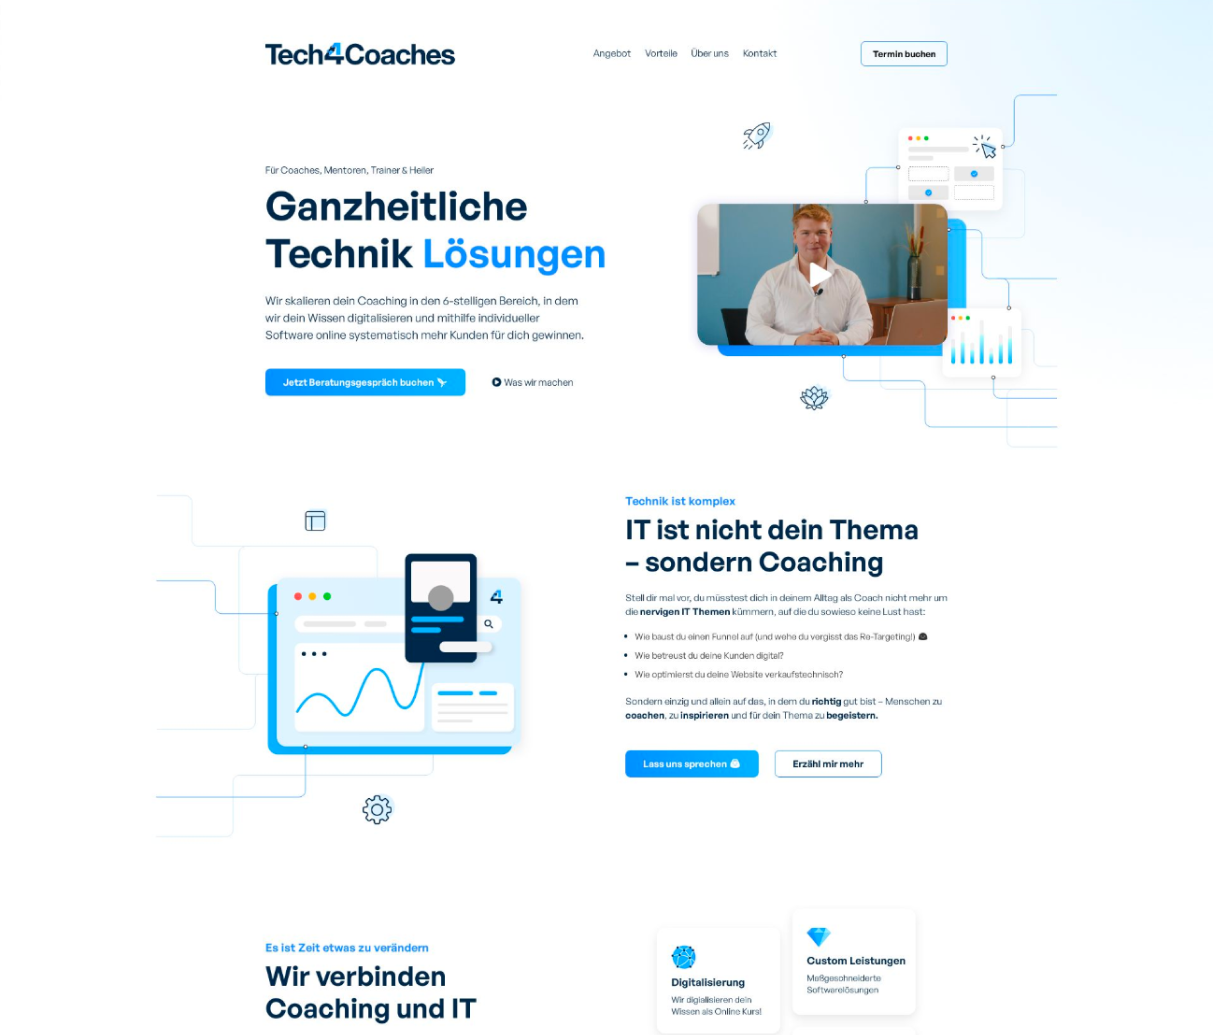 Tech4Coaches
Angebot Vorteile Über uns Kontakt
Termin buchen
Für Coaches, Mentoren, Trainer & Heiler
Ganzheitliche
Technik Lösungen
Wir skalieren dein Coaching in den 6-stelligen Bereich, in dem
wir dein Wissen digitalisieren und mithilfe individueller
Software online systematisch mehr Kunden für dich gewinnen.
Jetzt Beratungsgespräch buchen
Was wir machen
Technik ist komplex
IT ist nicht dein Thema
– sondern Coaching
Stell dir mal vor, du müsstest dich in deinem Alltag als Coach nicht mehr um
die nervigen IT Themen kümmern, auf die du sowieso keine Lust hast:
• Wie baust du einen Funnel auf (und wehe du vergisst das Re-Targeting!)
• Wie betreust du deine Kunden digital?
• Wie optimierst du deine Website verkaufstechnisch?
Sondern einzig und allein auf das, in dem du richtig gut bist – Menschen zu
coachen, zu inspirieren und für dein Thema zu begeistern.
Lass uns sprechen
Erzähl mir mehr
4
Es ist Zeit etwas zu verändern
Wir verbinden
Coaching und IT
Digitalisierung
Wir digialisieren dein
Wissen als Online Kurs!
Custom Leistungen
Maßgeschneiderte
Softwarelösungen